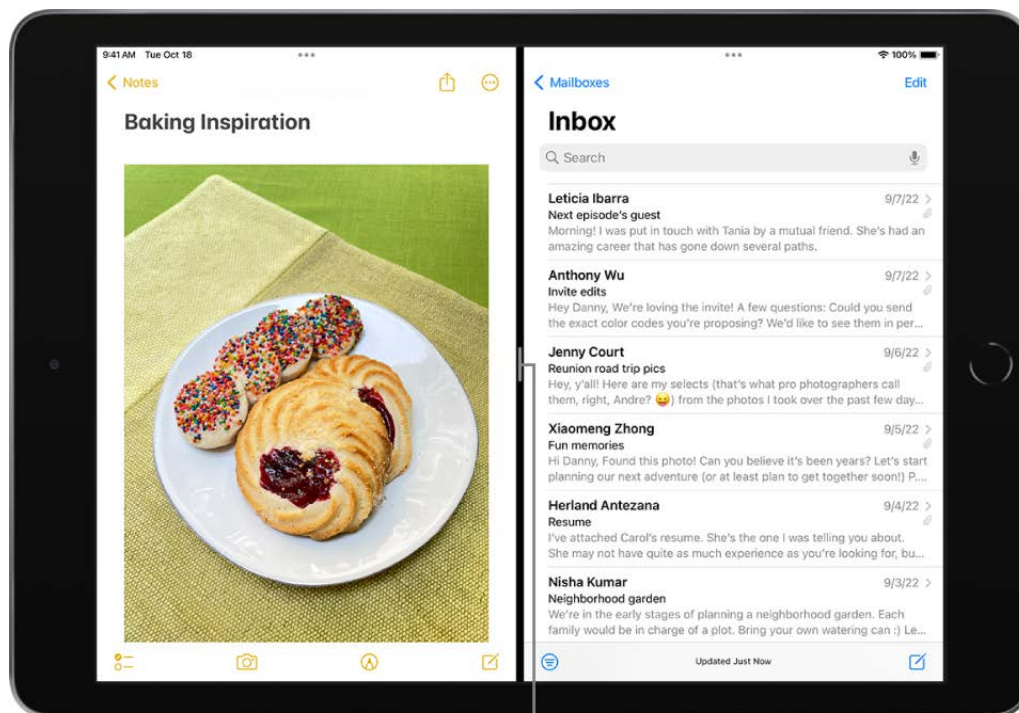 9:41 AM Tue Oct 18
100%
Notes
Baking Inspiration
Mailboxes
Edit
Inbox
Search
Leticia Ibarra
9/7/22
Next episode's guest
Morning! I was put in touch with Tania by a mutual friend. She's had an
amazing career that has gone down several paths.
Anthony Wu
9/7/22
Invite edits
Hey Danny, We're loving the invite! A few questions: Could you send
the exact color codes you're proposing? We'd like to see them in per...
Jenny Court
9/6/22
Reunion road trip pics
Hey, y'all! Here are my selects (that's what pro photographers call
them, right, Andre? 😝) from the photos I took over the past few day...
Xiaomeng Zhong
9/5/22
Fun memories
Hi Danny, Found this photo! Can you believe it's been years? Let's start
planning our next adventure (or at least plan to get together soon!) P....
Herland Antezana
9/4/22
Resume
I've attached Carol's resume. She's the one I was telling you about.
She may not have quite as much experience as you're looking for, bu...
Nisha Kumar
9/3/22
Neighborhood garden
We're in the early stages of planning a neighborhood garden. Each
family would be in charge of a plot. Bring your own watering can :) Le...
Updated Just Now